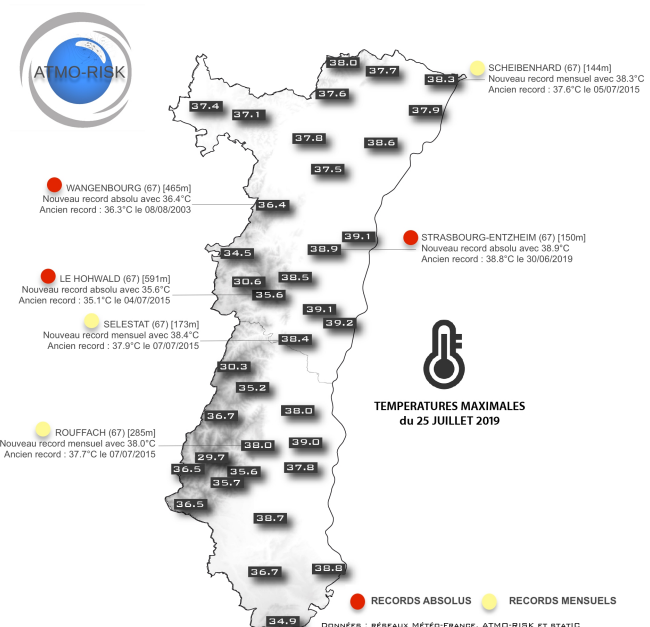 ATMO-RISK
38.0
37.7
38.3
SCHEIBENHARD (67) [144m]
Nouveau record mensuel avec 38.3°C
Ancien record : 37.6°C le 05/07/2015
37.6
37.4
37.1
37.9
37.8
38.6
37.5
WANGENBOURG (67) [465m]
Nouveau record absolu avec 36.4°C
Ancien record : 36.3°C le 08/08/2003
36.4
39.1
38.9
STRASBOURG-ENTZHEIM (67) [150m]
Nouveau record absolu avec 38.9°C
Ancien record : 38.8°C le 30/06/2019
34.5
LE HOHWALD (67) [591m]
Nouveau record absolu avec 35.6°C
Ancien record : 35.1°C le 04/07/2015
30.6
38.5
35.6
39.1
39.2
SELESTAT (67) [173m]
Nouveau record mensuel avec 38.4°C
Ancien record : 37.9°C le 07/07/2015
38.4
30.3
35.2
TEMPERATURES MAXIMALES
du 25 JUILLET 2019
36.7
38.0
ROUFFACH (67) [285m]
Nouveau record mensuel avec 38.0°C
Ancien record : 37.7°C le 07/07/2015
38.0
39.0
29.7
36.5
35.6
37.8
35.7
36.5
38.7
36.7
38.8
RECORDS ABSOLUS
RECORDS MENSUELS
34.9
Données : réseaux Météo-France, ATMO-RISK et StatIC